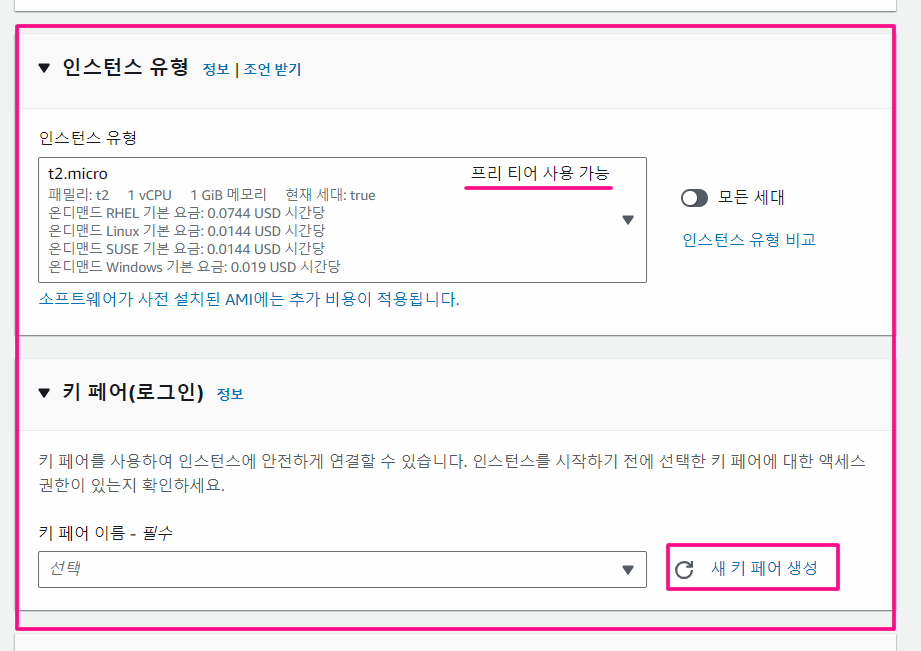 인스턴스 유형 정보 | 조언 받기
인스턴스 유형
t2.micro 프리 티어 사용 가능
패밀리: t2 1 vCPU 1 GiB 메모리 현재 세대: true
온디맨드 RHEL 기본 요금: 0.0744 USD 시간당
온디맨드 Linux 기본 요금: 0.0144 USD 시간당
온디맨드 SUSE 기본 요금: 0.0144 USD 시간당
온디맨드 Windows 기본 요금: 0.019 USD 시간당
모든 세대
인스턴스 유형 비교
소프트웨어가 사전 설치된 AMI에는 추가 비용이 적용됩니다.
키 페어(로그인) 정보
키 페어를 사용하여 인스턴스에 안전하게 연결할 수 있습니다. 인스턴스를 시작하기 전에 선택한 키 페어에 대한 액세스
권한이 있는지 확인하세요.
키 페어 이름 - 필수
선택
새 키 페어 생성